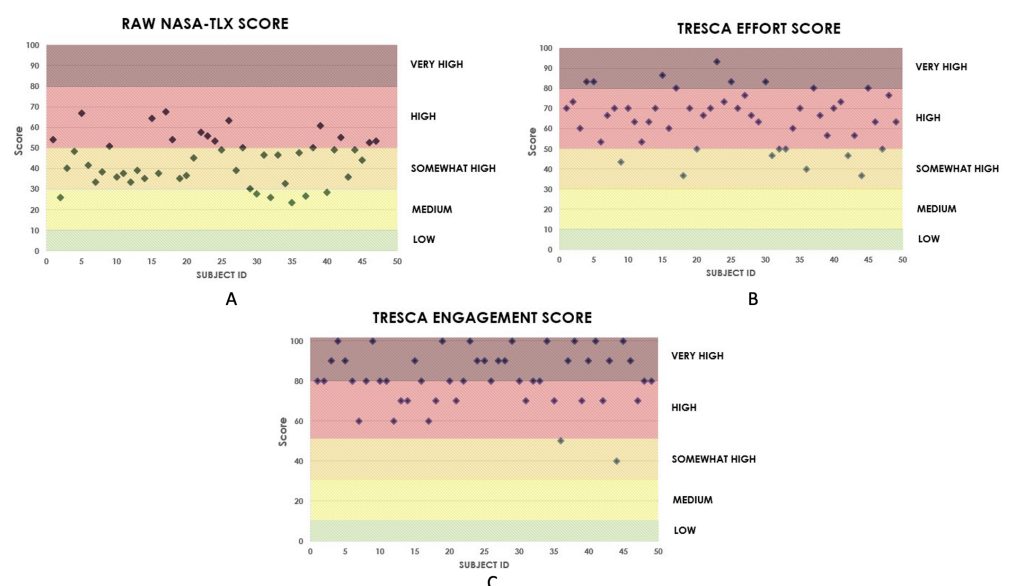 RAW NASA-TLX SCORE
100
90
80
70
60
50
40
30
20
10
0
Score
VERY HIGH
HIGH
SOMEWHAT HIGH
MEDIUM
LOW
0 5 10 15 20 25 30 35 40 45 50
SUBJECT ID
A
TRESCA EFFORT SCORE
100
90
80
70
60
50
40
30
20
10
0
Score
VERY HIGH
HIGH
SOMEWHAT HIGH
MEDIUM
LOW
0 5 10 15 20 25 30 35 40 45 50
SUBJECT ID
B
TRESCA ENGAGEMENT SCORE
100
80
60
40
20
0
Score
VERY HIGH
HIGH
SOMEWHAT HIGH
MEDIUM
LOW
0 5 10 15 20 25 30 35 40 45 50
SUBJECT ID
C